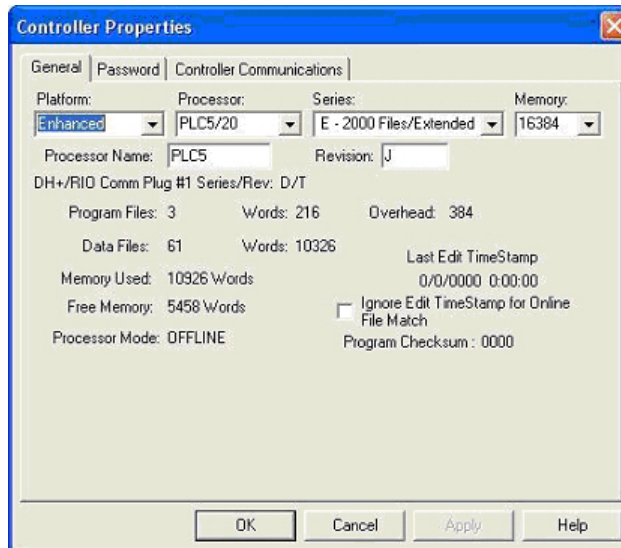 Controller Properties
General Password Controller Communications
Platform: Processor: Series: Memory:
Enhanced PLC5/20 E - 2000 Files/Extended 16384
Processor Name: PLC5 Revision: J
DH+/RIO Comm Plug #1 Series/Rev: D/T
Program Files: 3 Words: 216 Overhead: 384
Data Files: 61 Words: 10326
Last Edit TimeStamp
Memory Used: 10926 Words
0/0/0000 0:00:00
Free Memory: 5458 Words
Ignore Edit TimeStamp for Online
File Match
Processor Mode: OFFLINE
Program Checksum : 0000
OK Cancel Apply Help